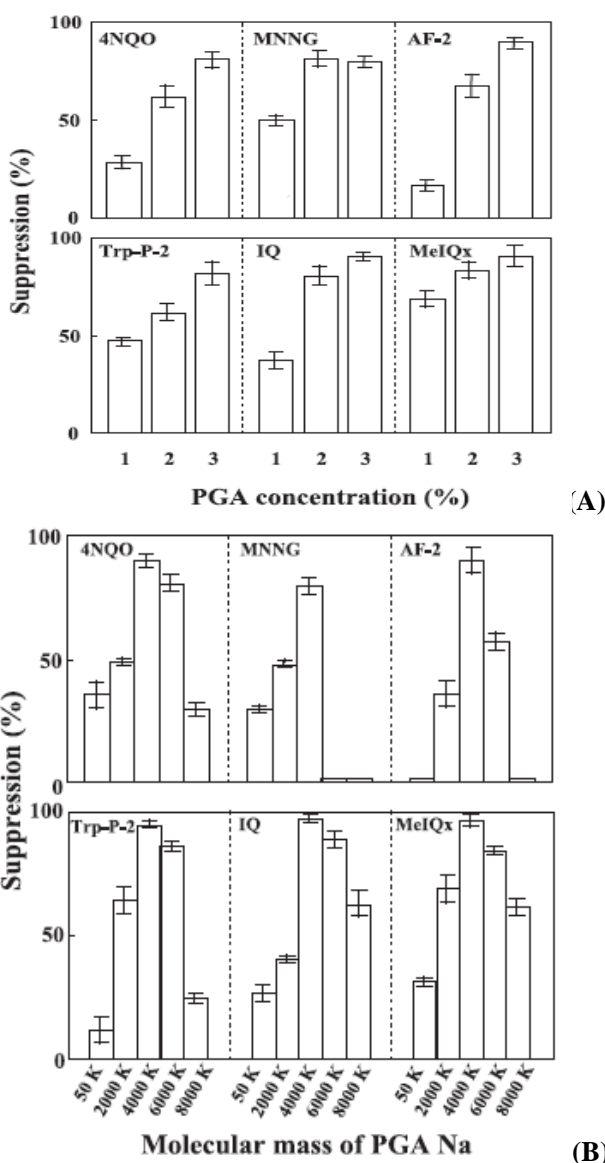 100
4NQO MNNG AF-2
50
0
Suppression (%)
100
Trp-P-2 IQ MeIQx
50
0
1 2 3 1 2 3 1 2 3
PGA concentration (%)
(A)
100
4NQO MNNG AF-2
50
0
Suppression (%)
100
Trp-P-2 IQ MeIQx
50
0
50 K 2000 K 4000 K 6000 K 8000 K 50 K 2000 K 4000 K 6000 K 8000 K 50 K 2000 K 4000 K 6000 K 8000 K
Molecular mass of PGA Na
(B)